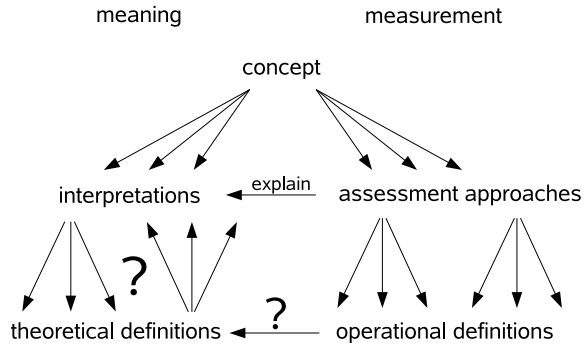 meaning measurement
concept
explain
interpretations assessment approaches
?
?
theoretical definitions operational definitions